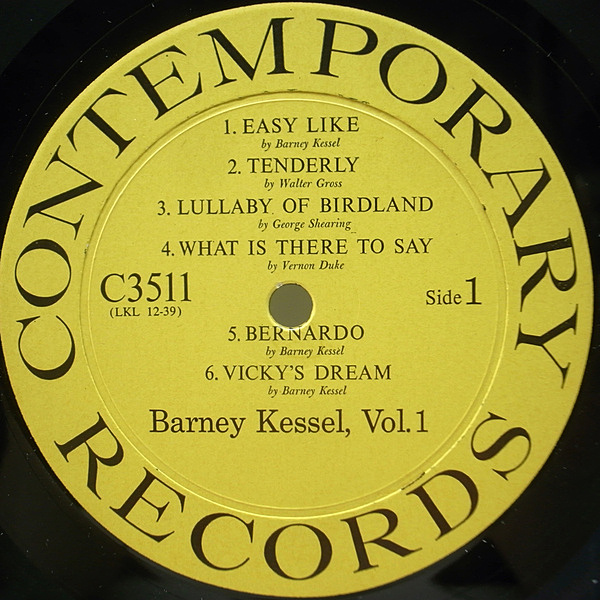 CONTEMPORARY
1. EASY LIKE
by Barney Kessel
2. TENDERLY
by Walter Gross
3. LULLABY OF BIRDLAND
by George Shearing
4. WHAT IS THERE TO SAY
by Vernon Duke
C3511
(LKL 12-39)
Side 1
5. BERNARDO
by Barney Kessel
6. VICKY'S DREAM
by Barney Kessel
Barney Kessel, Vol. 1
RECORDS